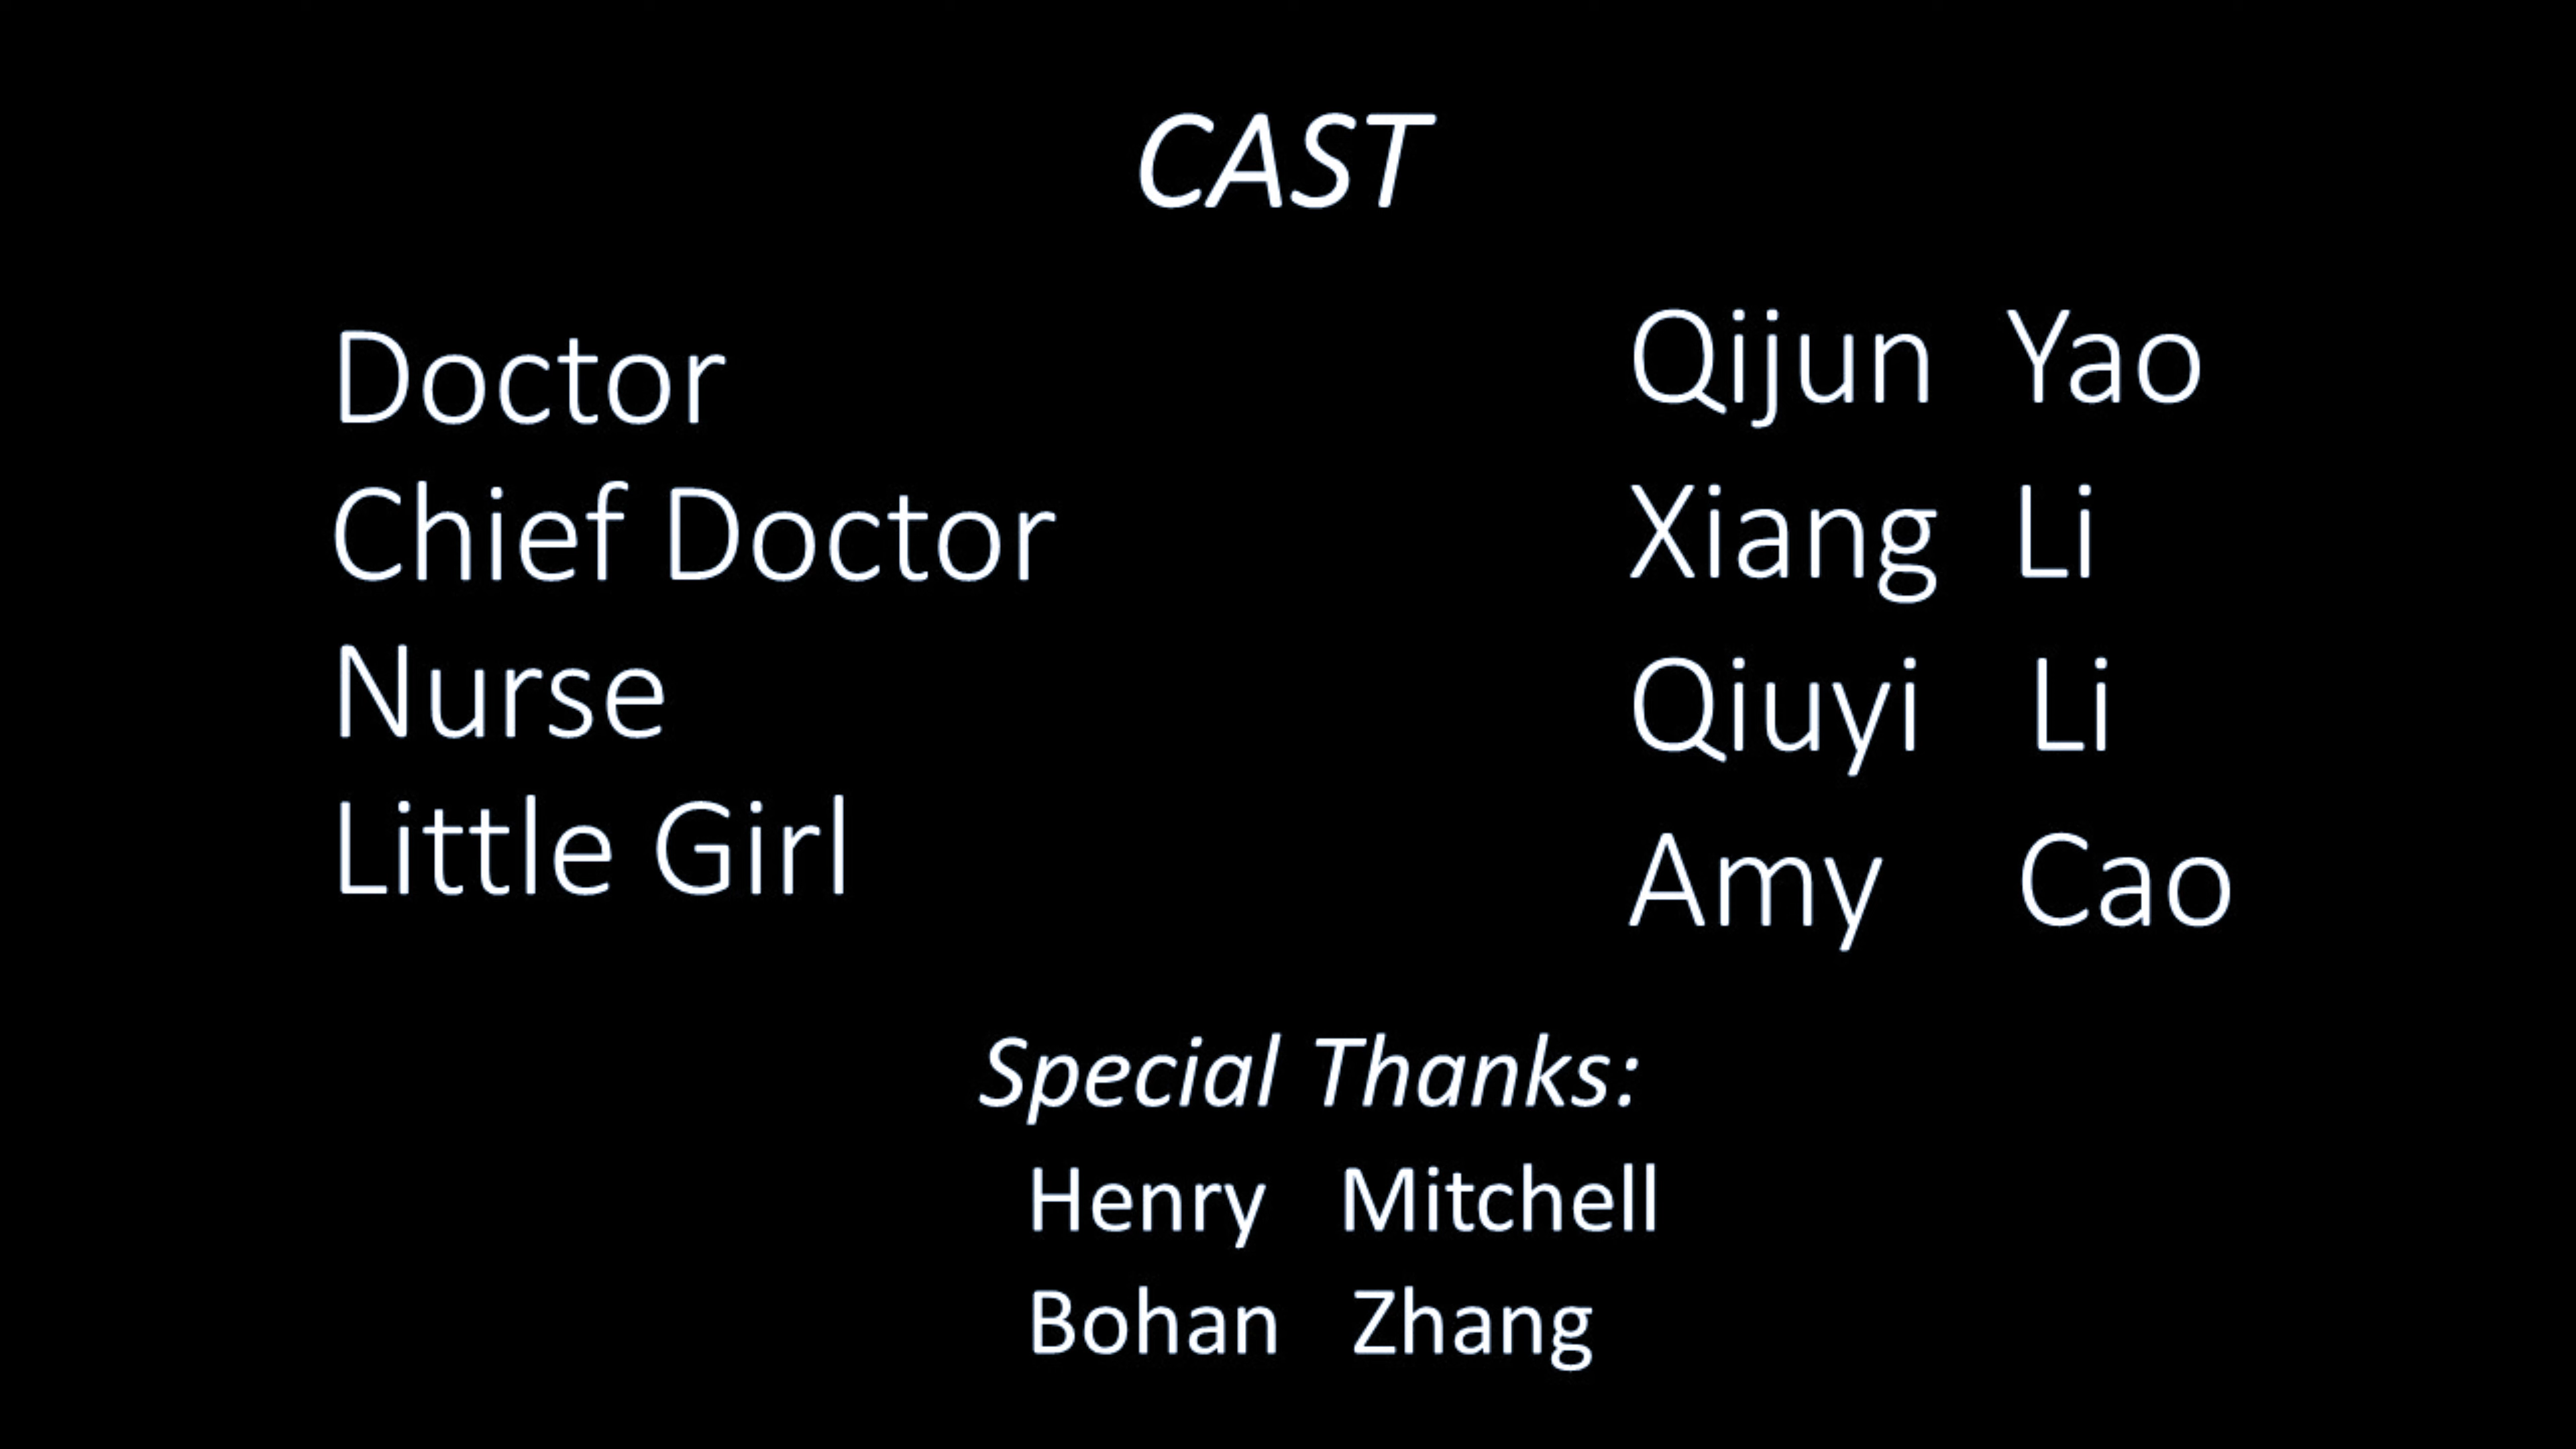 CAST
Doctor Qijun Yao
Chief Doctor Xiang Li
Nurse Qiuyi Li
Little Girl Amy Cao
Special Thanks:
Henry Mitchell
Bohan Zhang